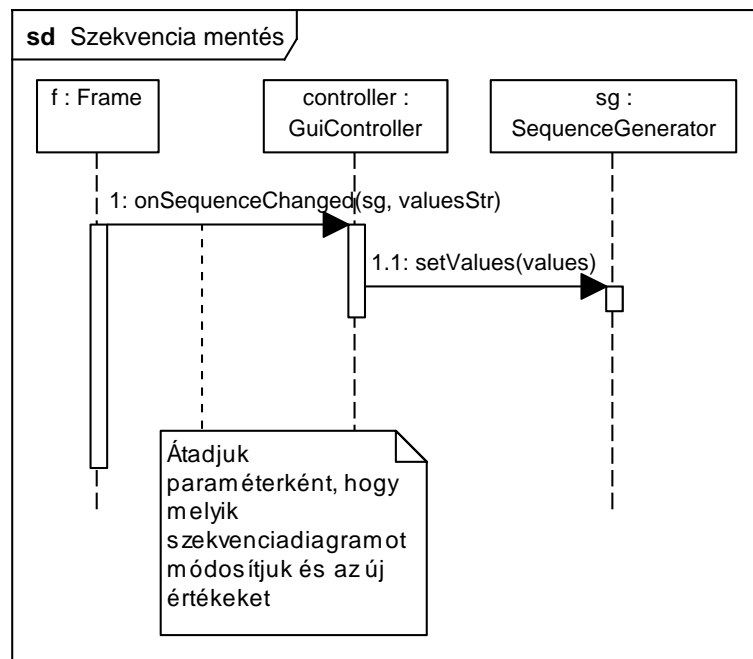 sd Szekvencia mentés
f : Frame
controller :
GuiController
sg :
SequenceGenerator
1: onSequenceChanged(sg, valuesStr)
1.1: setValues(values)
Átadjuk
paraméterként, hogy
melyik
szekvenciadiagramot
módosítjuk és az új
értékeket